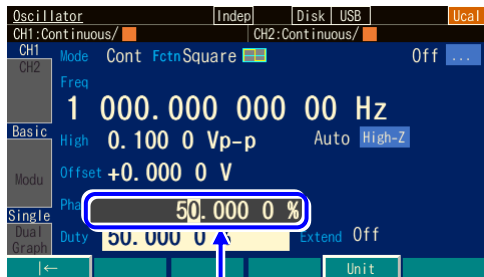 Oscillator Indep Disk USB Ucal
CH1:Continuous/ CH2:Continuous/
CH1 Mode Cont Fctn Square Off ...
CH2
Freq
1 000.000 000 00 Hz
Basic High 0.100 0 Vp-p Auto High-Z
Modu Offset +0.000 0 V
Single Pha 50.000 0 %
Dual Duty 50.000 0 Extend Off
Graph
|← Unit